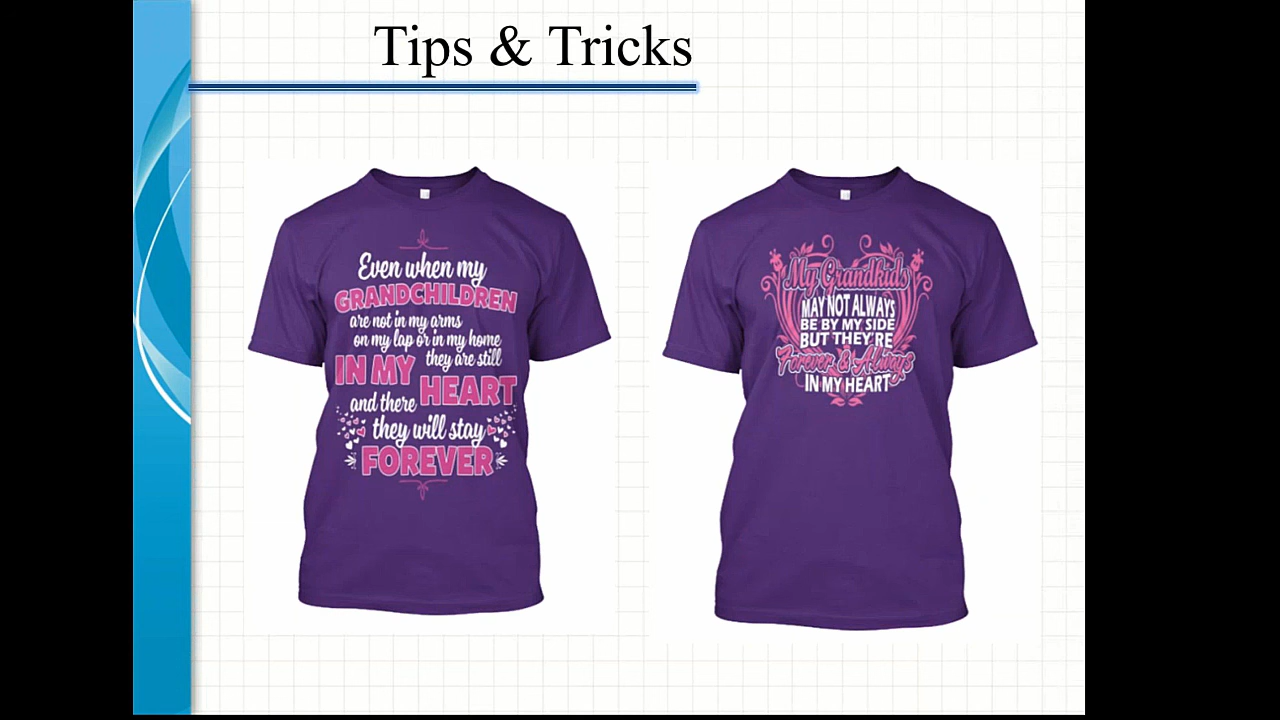 Tips & Tricks
Even when my
GRANDCHILDREN
are not in my arms
on my lap or in my home
they are still
IN MY
HEART
and there
they will stay
FOREVER
My Grandkids
MAY NOT ALWAYS
BE BY MY SIDE
BUT THEY'RE
Forever & Always
IN MY HEART